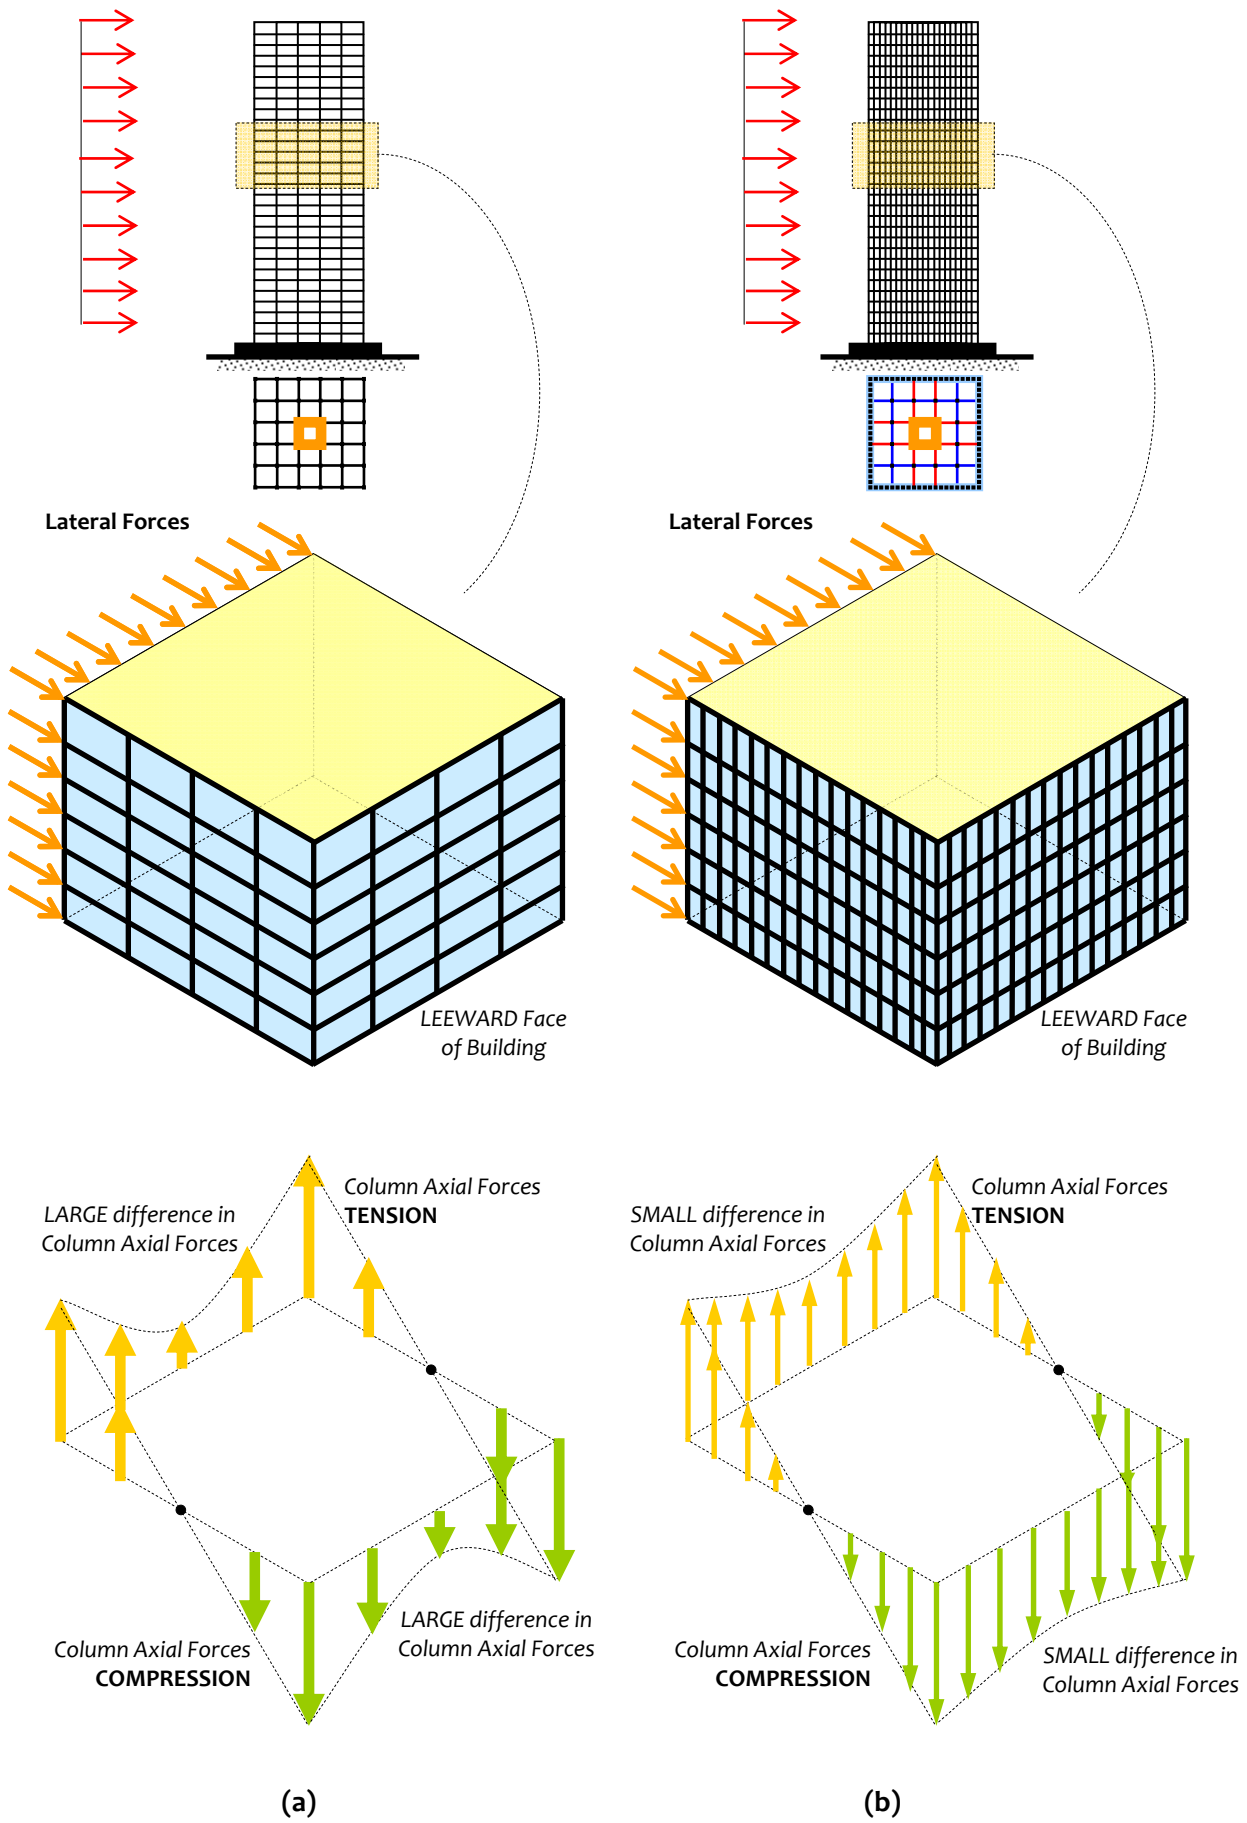 Lateral Forces
Lateral Forces
LEEWARD Face
of Building
LEEWARD Face
of Building
LARGE difference in
Column Axial Forces
Column Axial Forces
TENSION
SMALL difference in
Column Axial Forces
Column Axial Forces
TENSION
Column Axial Forces
COMPRESSION
LARGE difference in
Column Axial Forces
Column Axial Forces
COMPRESSION
SMALL difference in
Column Axial Forces
(a)
(b)